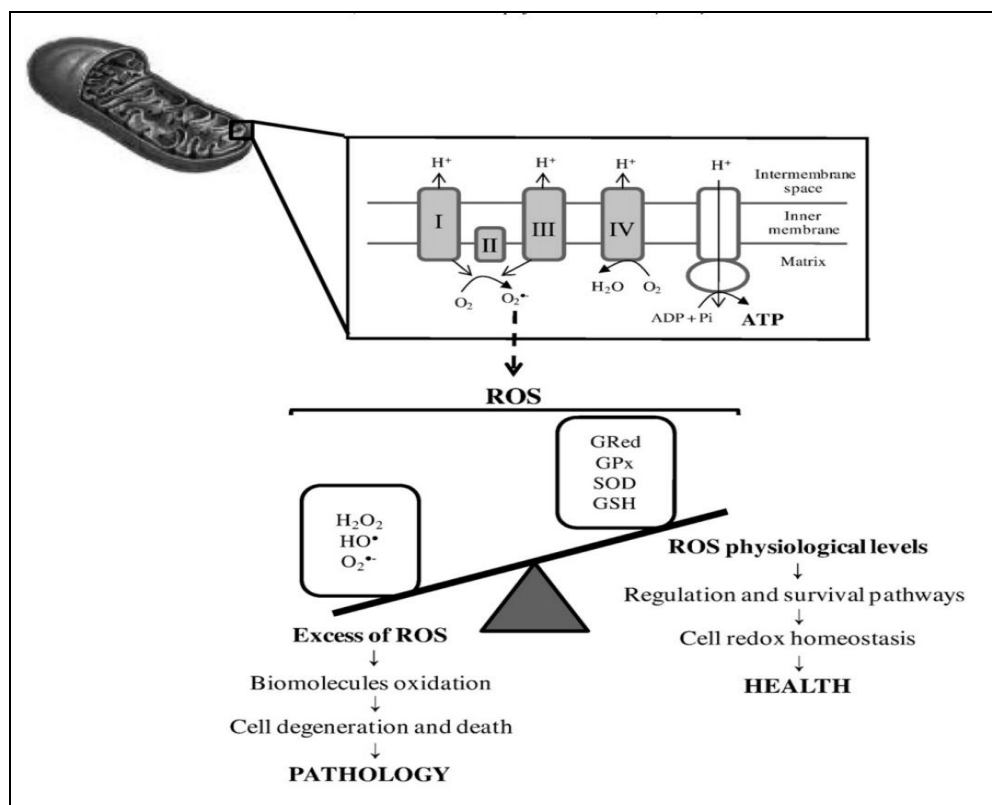 H⁺ H⁺ H⁺ H⁺
Intermembrane
space
I II III IV
Inner
membrane
Matrix
O₂ O₂•-
H₂O O₂
ADP + Pi ATP
ROS
GRed
GPx
SOD
GSH
H₂O₂
HO•
O₂•-
ROS physiological levels
↓
Regulation and survival pathways
↓
Cell redox homeostasis
↓
HEALTH
Excess of ROS
↓
Biomolecules oxidation
↓
Cell degeneration and death
↓
PATHOLOGY